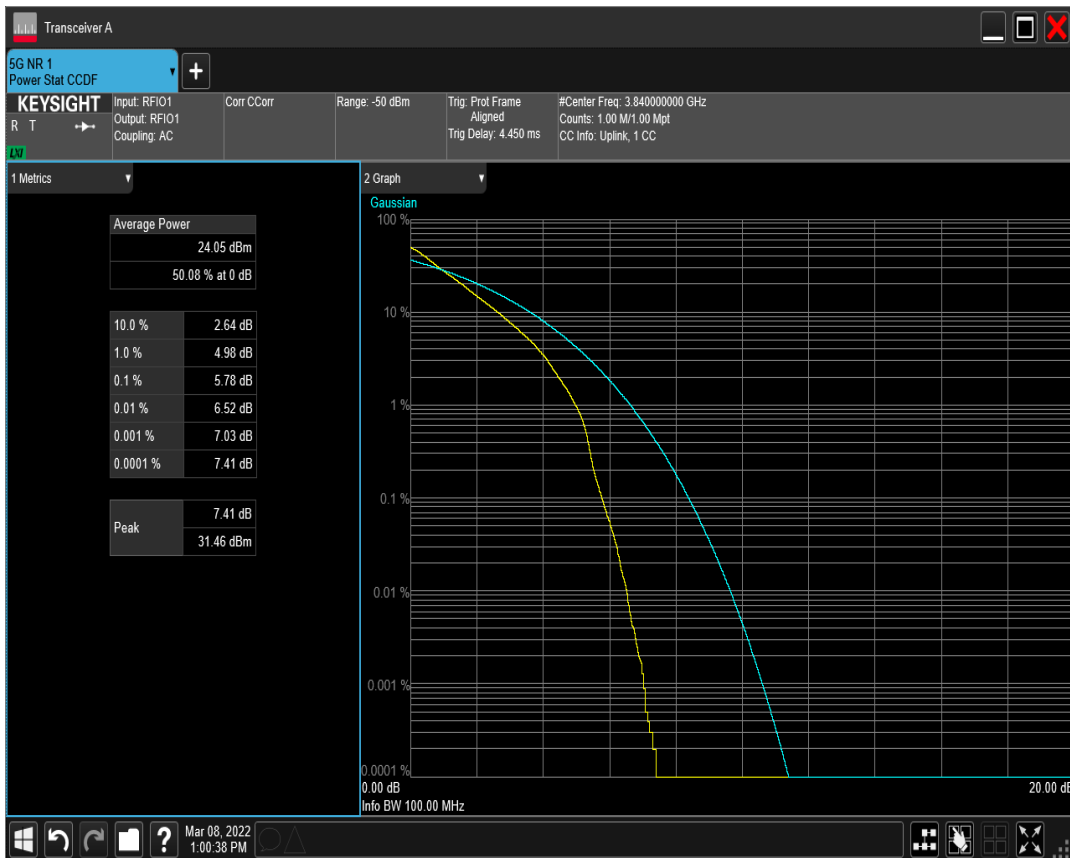 Transceiver A
5G NR 1
Power Stat CCDF
+
KEYSIGHT
R T
LXI
Input: RFIO1
Output: RFIO1
Coupling: AC
Corr CCorr
Range: -50 dBm
Trig: Prot Frame
Aligned
Trig Delay: 4.450 ms
#Center Freq: 3.840000000 GHz
Counts: 1.00 M/1.00 Mpt
CC Info: Uplink, 1 CC
1 Metrics
Average Power
24.05 dBm
50.08 % at 0 dB
10.0 % 2.64 dB
1.0 % 4.98 dB
0.1 % 5.78 dB
0.01 % 6.52 dB
0.001 % 7.03 dB
0.0001 % 7.41 dB
Peak
7.41 dB
31.46 dBm
2 Graph
Gaussian
100 %
10 %
1 %
0.1 %
0.01 %
0.001 %
0.0001 %
0.00 dB 20.00 dB
Info BW 100.00 MHz
?
Mar 08, 2022
1:00:38 PM